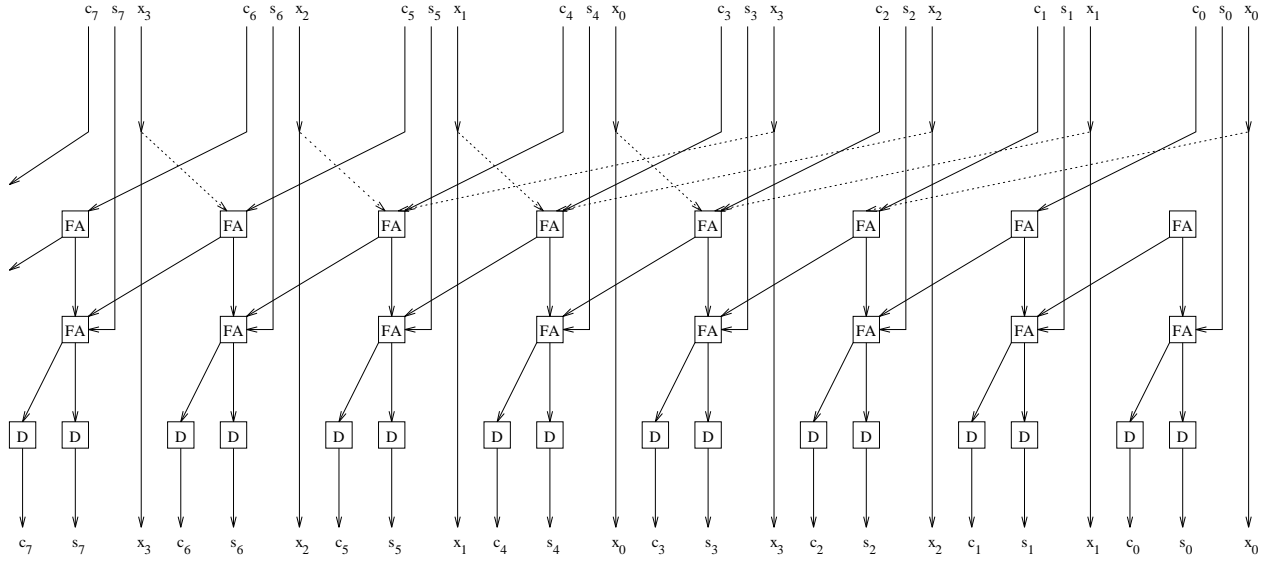 c₇ s₇ x₃ c₆ s₆ x₂ c₅ s₅ x₁ c₄ s₄ x₀ c₃ s₃ x₃ c₂ s₂ x₂ c₁ s₁ x₁ c₀ s₀ x₀
FA FA FA FA FA FA FA FA
FA FA FA FA FA FA FA FA
D D D D D D D D D D D D D D D D
c₇ s₇ x₃ c₆ s₆ x₂ c₅ s₅ x₁ c₄ s₄ x₀ c₃ s₃ x₃ c₂ s₂ x₂ c₁ s₁ x₁ c₀ s₀ x₀